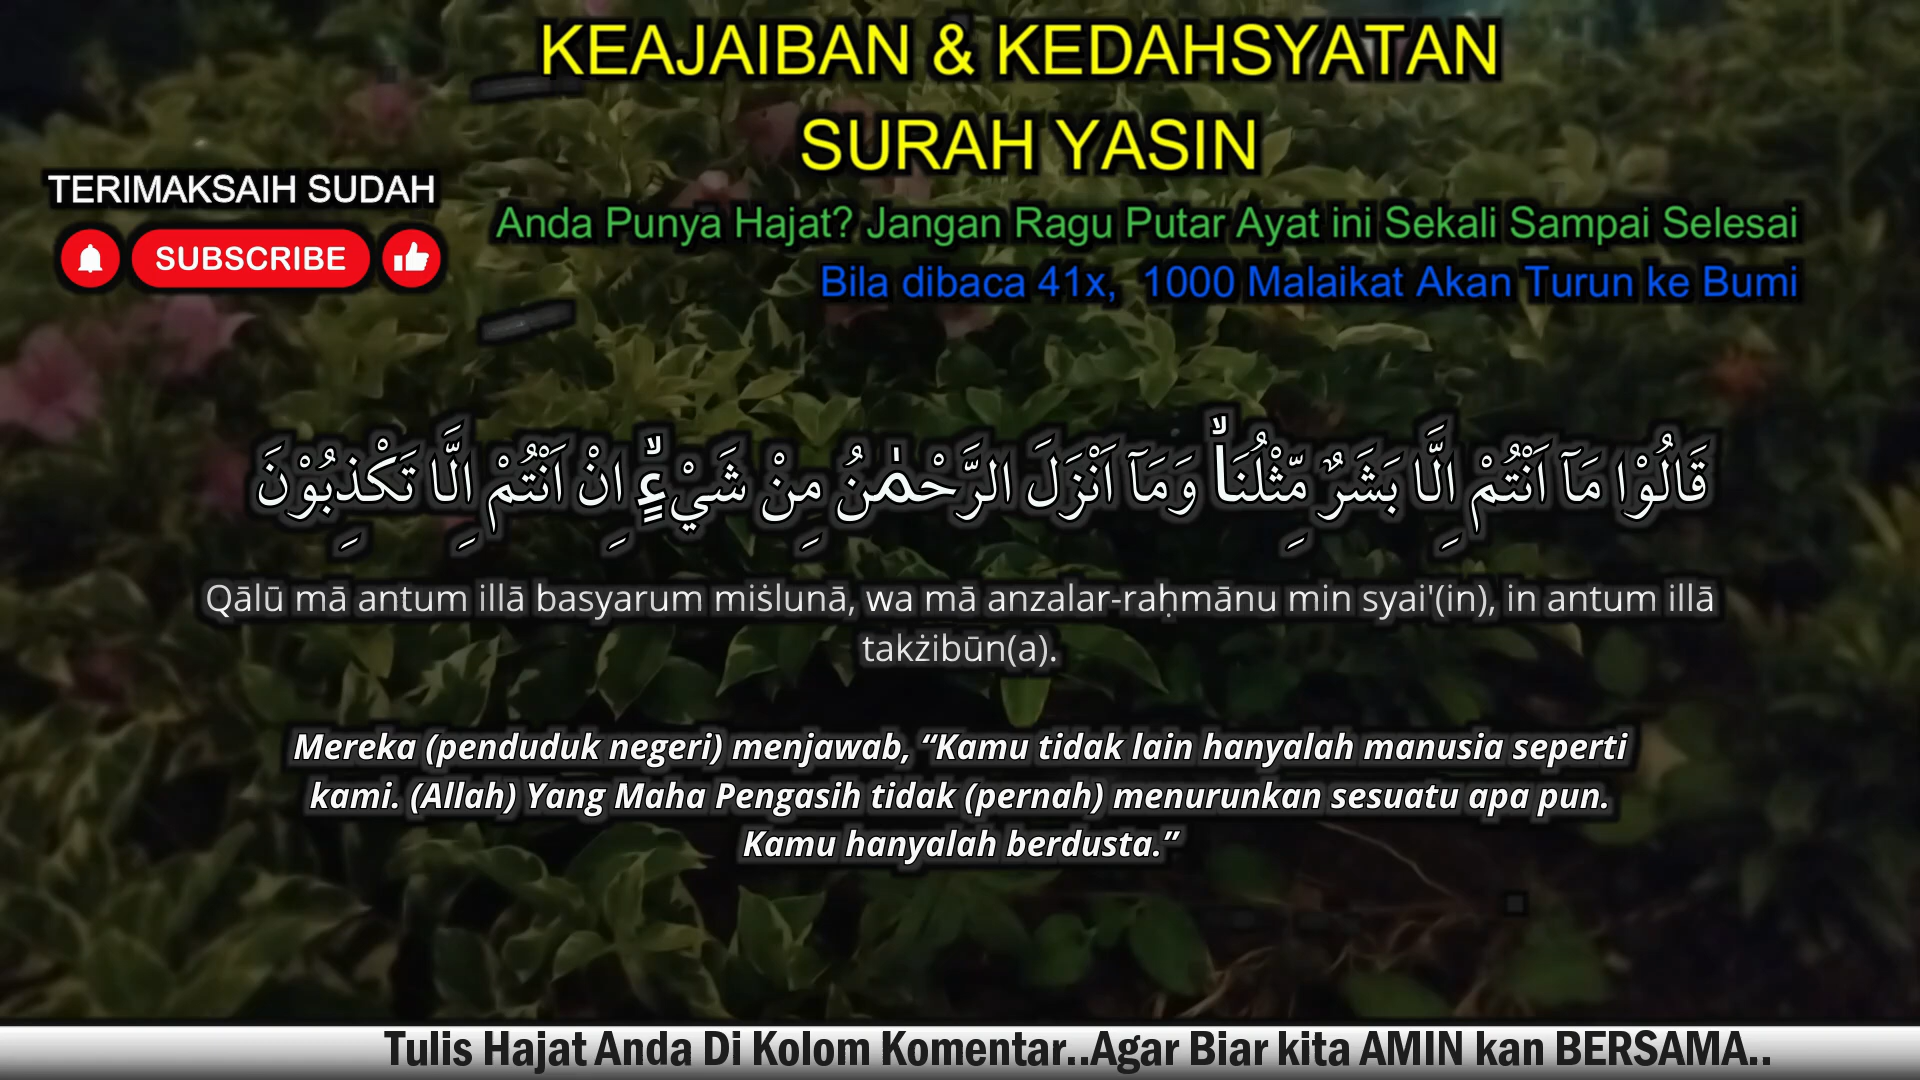 KEAJAIBAN & KEDAHSYATAN
SURAH YASIN
TERIMAKSAIH SUDAH
SUBSCRIBE
Anda Punya Hajat? Jangan Ragu Putar Ayat ini Sekali Sampai Selesai
Bila dibaca 41x,  1000 Malaikat Akan Turun ke Bumi
قَالُوْا مَآ اَنْتُمْ اِلَّا بَشَرٌ مِّثْلُنَاۙ وَمَآ اَنْزَلَ الرَّحْمٰنُ مِنْ شَيْءٍۙ اِنْ اَنْتُمْ اِلَّا تَكْذِبُوْنَ
Qālū mā antum illā basyarum miṡlunā, wa mā anzalar-raḥmānu min syai'(in), in antum illā
takżibūn(a).
Mereka (penduduk negeri) menjawab, “Kamu tidak lain hanyalah manusia seperti
kami. (Allah) Yang Maha Pengasih tidak (pernah) menurunkan sesuatu apa pun.
Kamu hanyalah berdusta.”
Tulis Hajat Anda Di Kolom Komentar..Agar Biar kita AMIN kan BERSAMA..